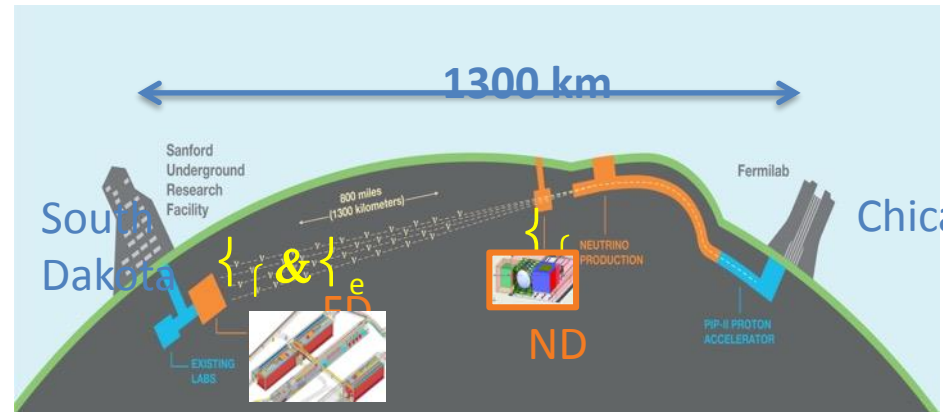 1300 km
Sanford
Underground
Research
Facility
Fermilab
800 miles
(1300 kilometers)
South
Dakota
Chica
NEUTRINO
PRODUCTION
{ ⌠ & { e
{ ⌠
FD
ND
PIP-II PROTON
ACCELERATOR
EXISTING
LABS